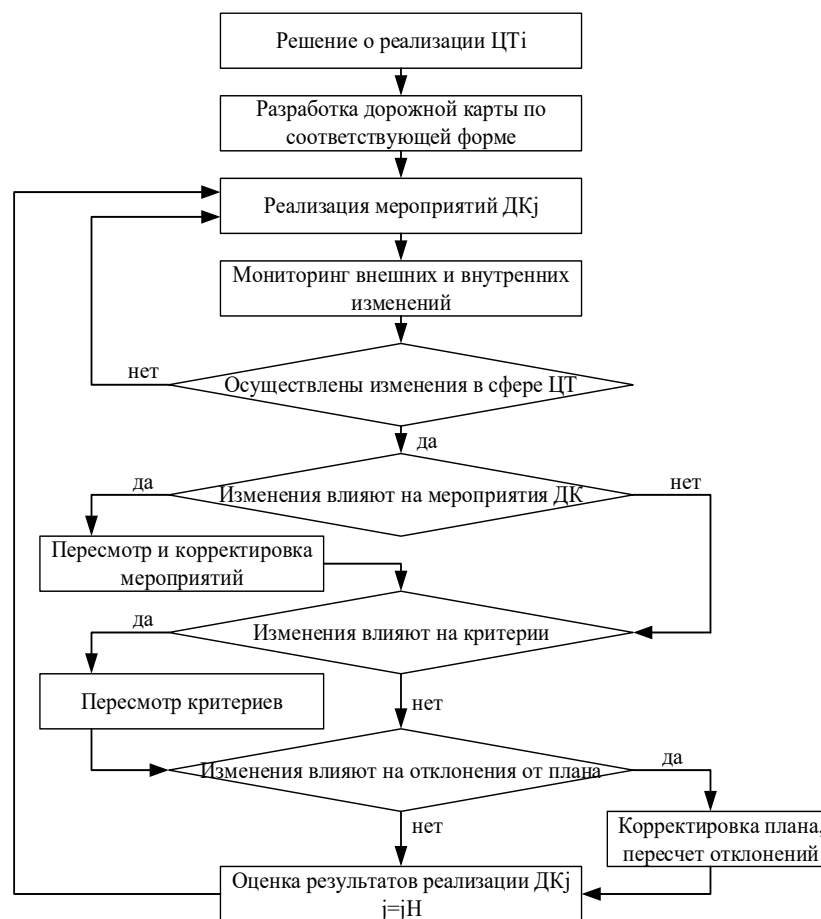 Решение о реализации ЦТi
Разработка дорожной карты по
соответствующей форме
Реализация мероприятий ДКj
Мониторинг внешних и внутренних
изменений
нет
Осуществлены изменения в сфере ЦТ
да
да
Изменения влияют на мероприятия ДК
нет
Пересмотр и корректировка
мероприятий
да
Изменения влияют на критерии
Пересмотр критериев
нет
Изменения влияют на отклонения от плана
да
нет
Корректировка плана,
пересчет отклонений
Оценка результатов реализации ДКj
j=jН